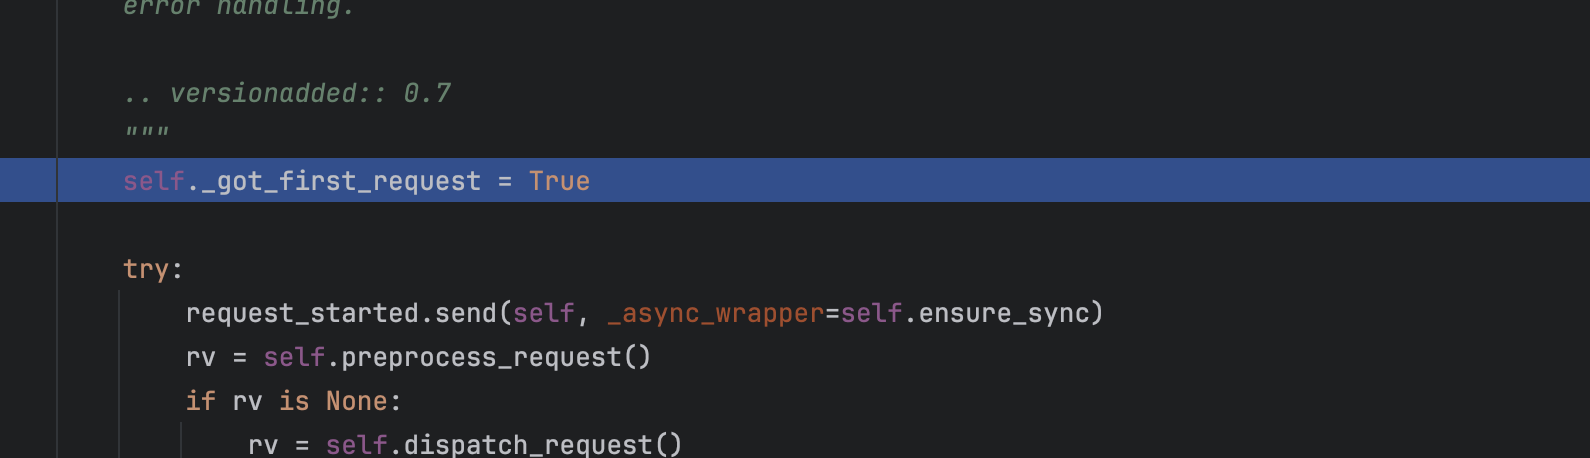 error handling.
.. versionadded:: 0.7
"""
self._got_first_request = True
try:
request_started.send(self, _async_wrapper=self.ensure_sync)
rv = self.preprocess_request()
if rv is None:
rv = self.dispatch_request()